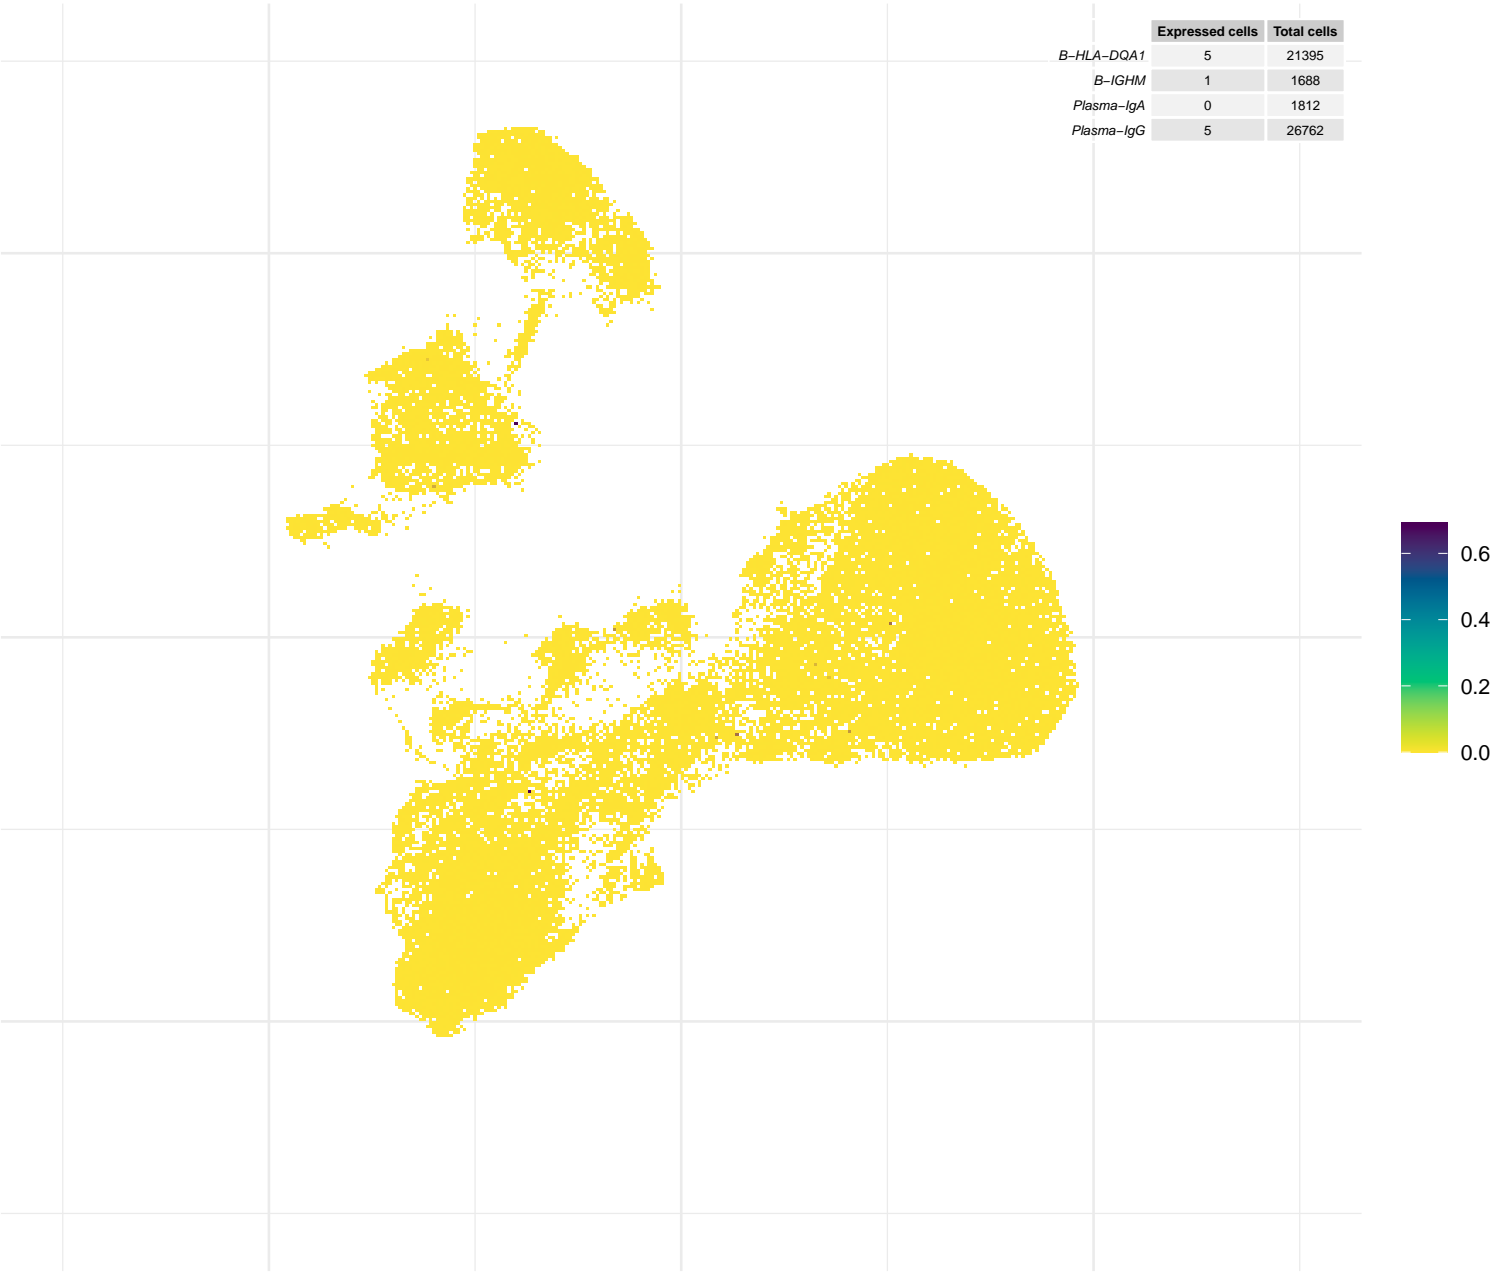 Expressed cells Total cells
B−HLA−DQA1 5 21395
B−IGHM 1 1688
Plasma−IgA 0 1812
Plasma−IgG 5 26762
0.6
0.4
0.2
0.0